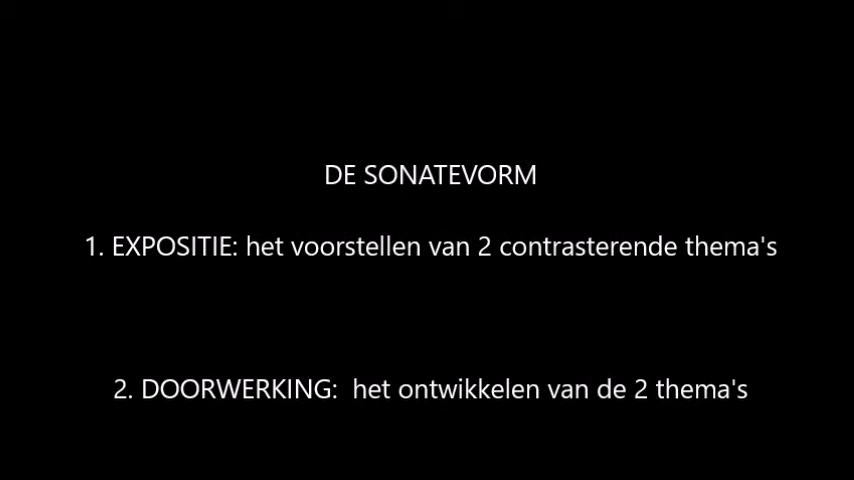 DE SONATEVORM
1. EXPOSITIE: het voorstellen van 2 contrasterende thema's
2. DOORWERKING:  het ontwikkelen van de 2 thema's